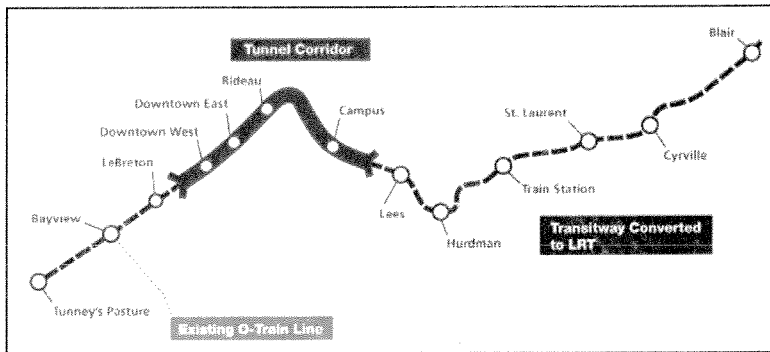 Blair
Tunnel Corridor
Rideau
Downtown East
Campus
St. Laurent
Downtown West
Cyrville
LeBreton
Train Station
Lees
Bayview
Hurdman
Transitway Converted
to LRT
Tunney's Pasture
Existing O-Train Line